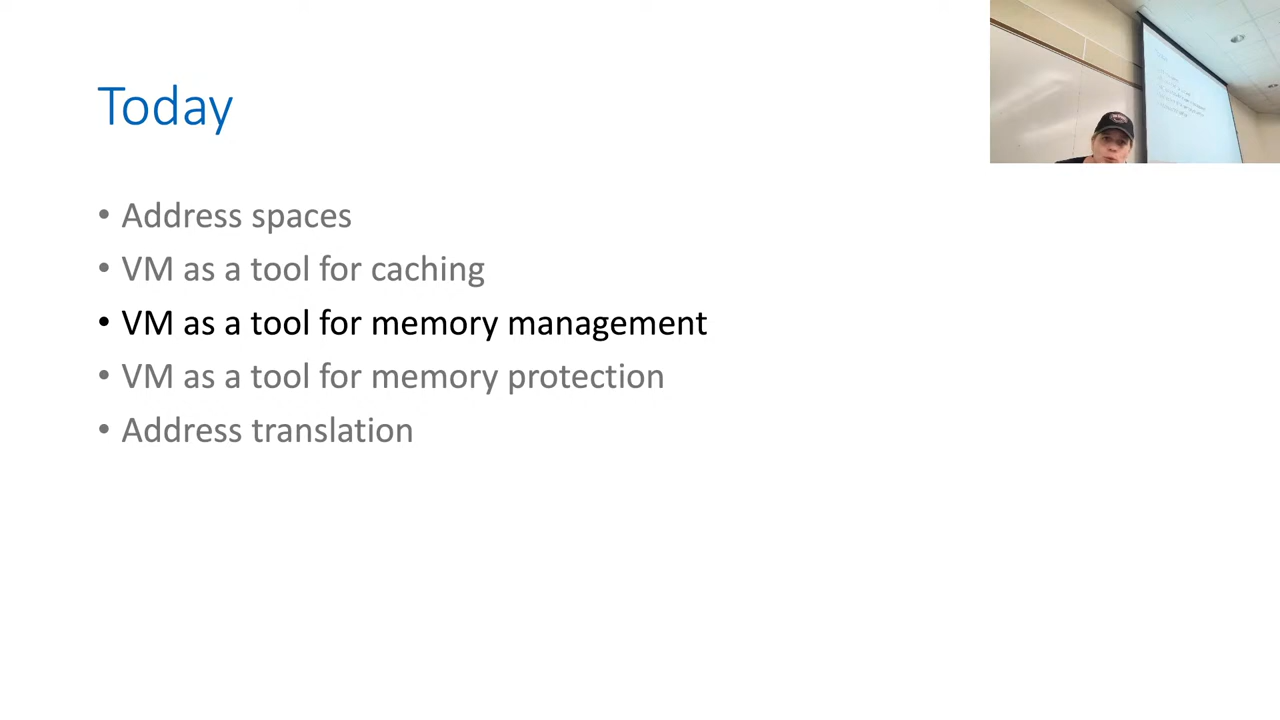 Today
• Address spaces
• VM as a tool for caching
• VM as a tool for memory management
• VM as a tool for memory protection
• Address translation